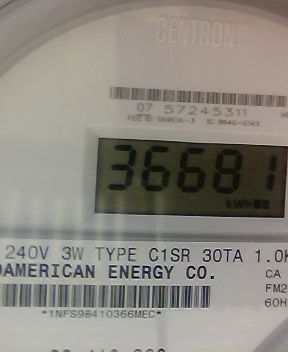 CENTRON®
07 57245311
36681
kWh
240V 3W TYPE C1SR 30TA 1.0K
AMERICAN ENERGY CO.
CA
FM2
60H
*1NFS98410366MEC*